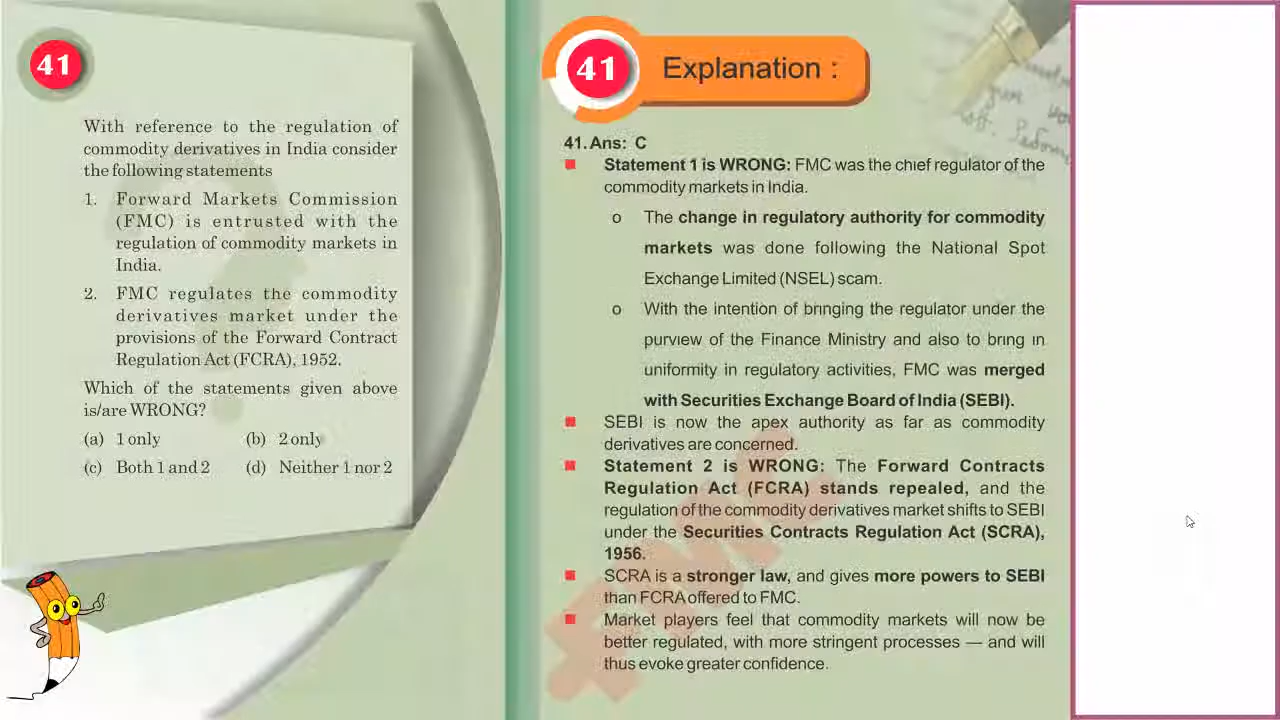 41
With reference to the regulation of
commodity derivatives in India consider
the following statements
1. Forward Markets Commission
(FMC) is entrusted with the
regulation of commodity markets in
India.
2. FMC regulates the commodity
derivatives market under the
provisions of the Forward Contract
Regulation Act (FCRA), 1952.
Which of the statements given above
is/are WRONG?
(a) 1 only (b) 2 only
(c) Both 1 and 2 (d) Neither 1 nor 2
41 Explanation :
41. Ans: C
Statement 1 is WRONG: FMC was the chief regulator of the
commodity markets in India.
o The change in regulatory authority for commodity
markets was done following the National Spot
Exchange Limited (NSEL) scam.
o With the intention of bringing the regulator under the
purview of the Finance Ministry and also to bring in
uniformity in regulatory activities, FMC was merged
with Securities Exchange Board of India (SEBI).
SEBI is now the apex authority as far as commodity
derivatives are concerned.
Statement 2 is WRONG: The Forward Contracts
Regulation Act (FCRA) stands repealed, and the
regulation of the commodity derivatives market shifts to SEBI
under the Securities Contracts Regulation Act (SCRA),
1956.
SCRA is a stronger law, and gives more powers to SEBI
than FCRA offered to FMC.
Market players feel that commodity markets will now be
better regulated, with more stringent processes — and will
thus evoke greater confidence.